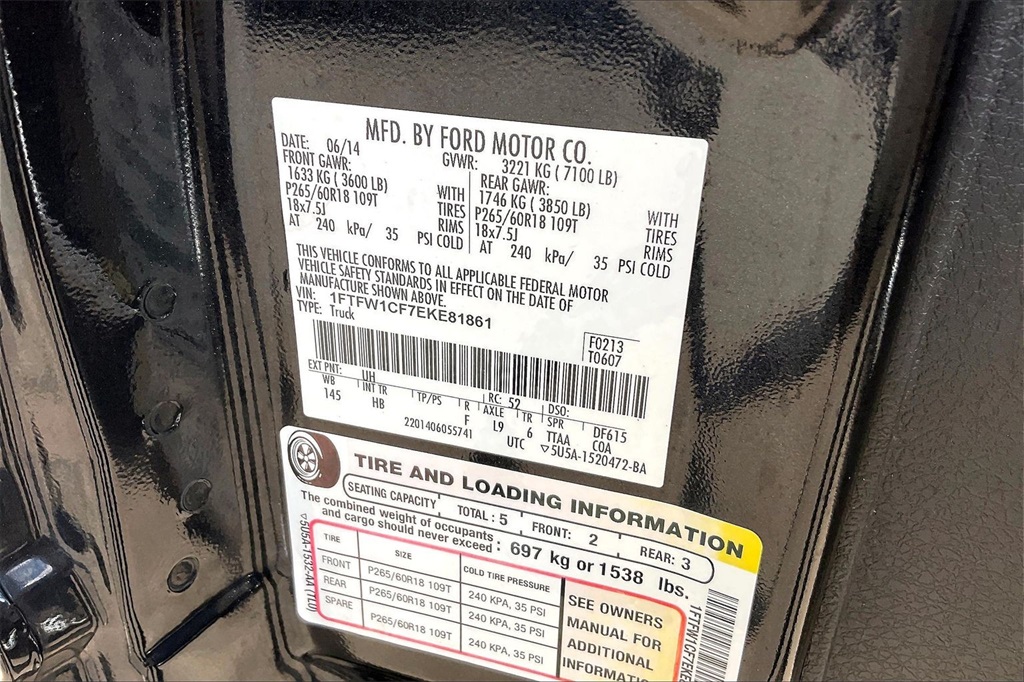 MFD. BY FORD MOTOR CO.
DATE: 06/14 GVWR: 3221 KG ( 7100 LB)
FRONT GAWR: REAR GAWR:
1633 KG ( 3600 LB) WITH 1746 KG ( 3850 LB) WITH
P265/60R18 109T TIRES P265/60R18 109T TIRES
18x7.5J RIMS 18x7.5J RIMS
AT 240 kPa/ 35 PSI COLD AT 240 kPa/ 35 PSI COLD
THIS VEHICLE CONFORMS TO ALL APPLICABLE FEDERAL MOTOR
VEHICLE SAFETY STANDARDS IN EFFECT ON THE DATE OF
MANUFACTURE SHOWN ABOVE.
VIN: 1FTFW1CF7EKE81861
TYPE: Truck
F0213
T0607
EXT PNT: UH RC: 52 DSO:
WB INT TR TP/PS R AXLE TR SPR
145 HB F L9 6 TTAA DF615
2201406055741 UTC COA
▽5U5A-1520472-BA
TIRE AND LOADING INFORMATION
SEATING CAPACITY TOTAL : 5 FRONT: 2 REAR: 3
The combined weight of occupants
and cargo should never exceed : 697 kg or 1538 lbs.
TIRE SIZE COLD TIRE PRESSURE
FRONT P265/60R18 109T 240 KPA, 35 PSI
REAR P265/60R18 109T 240 KPA, 35 PSI
SPARE P265/60R18 109T 240 KPA, 35 PSI
SEE OWNERS
MANUAL FOR
ADDITIONAL
INFORMATI
▽5U5A-1532-AA (TLU)
1FTFW1CF7EKE8